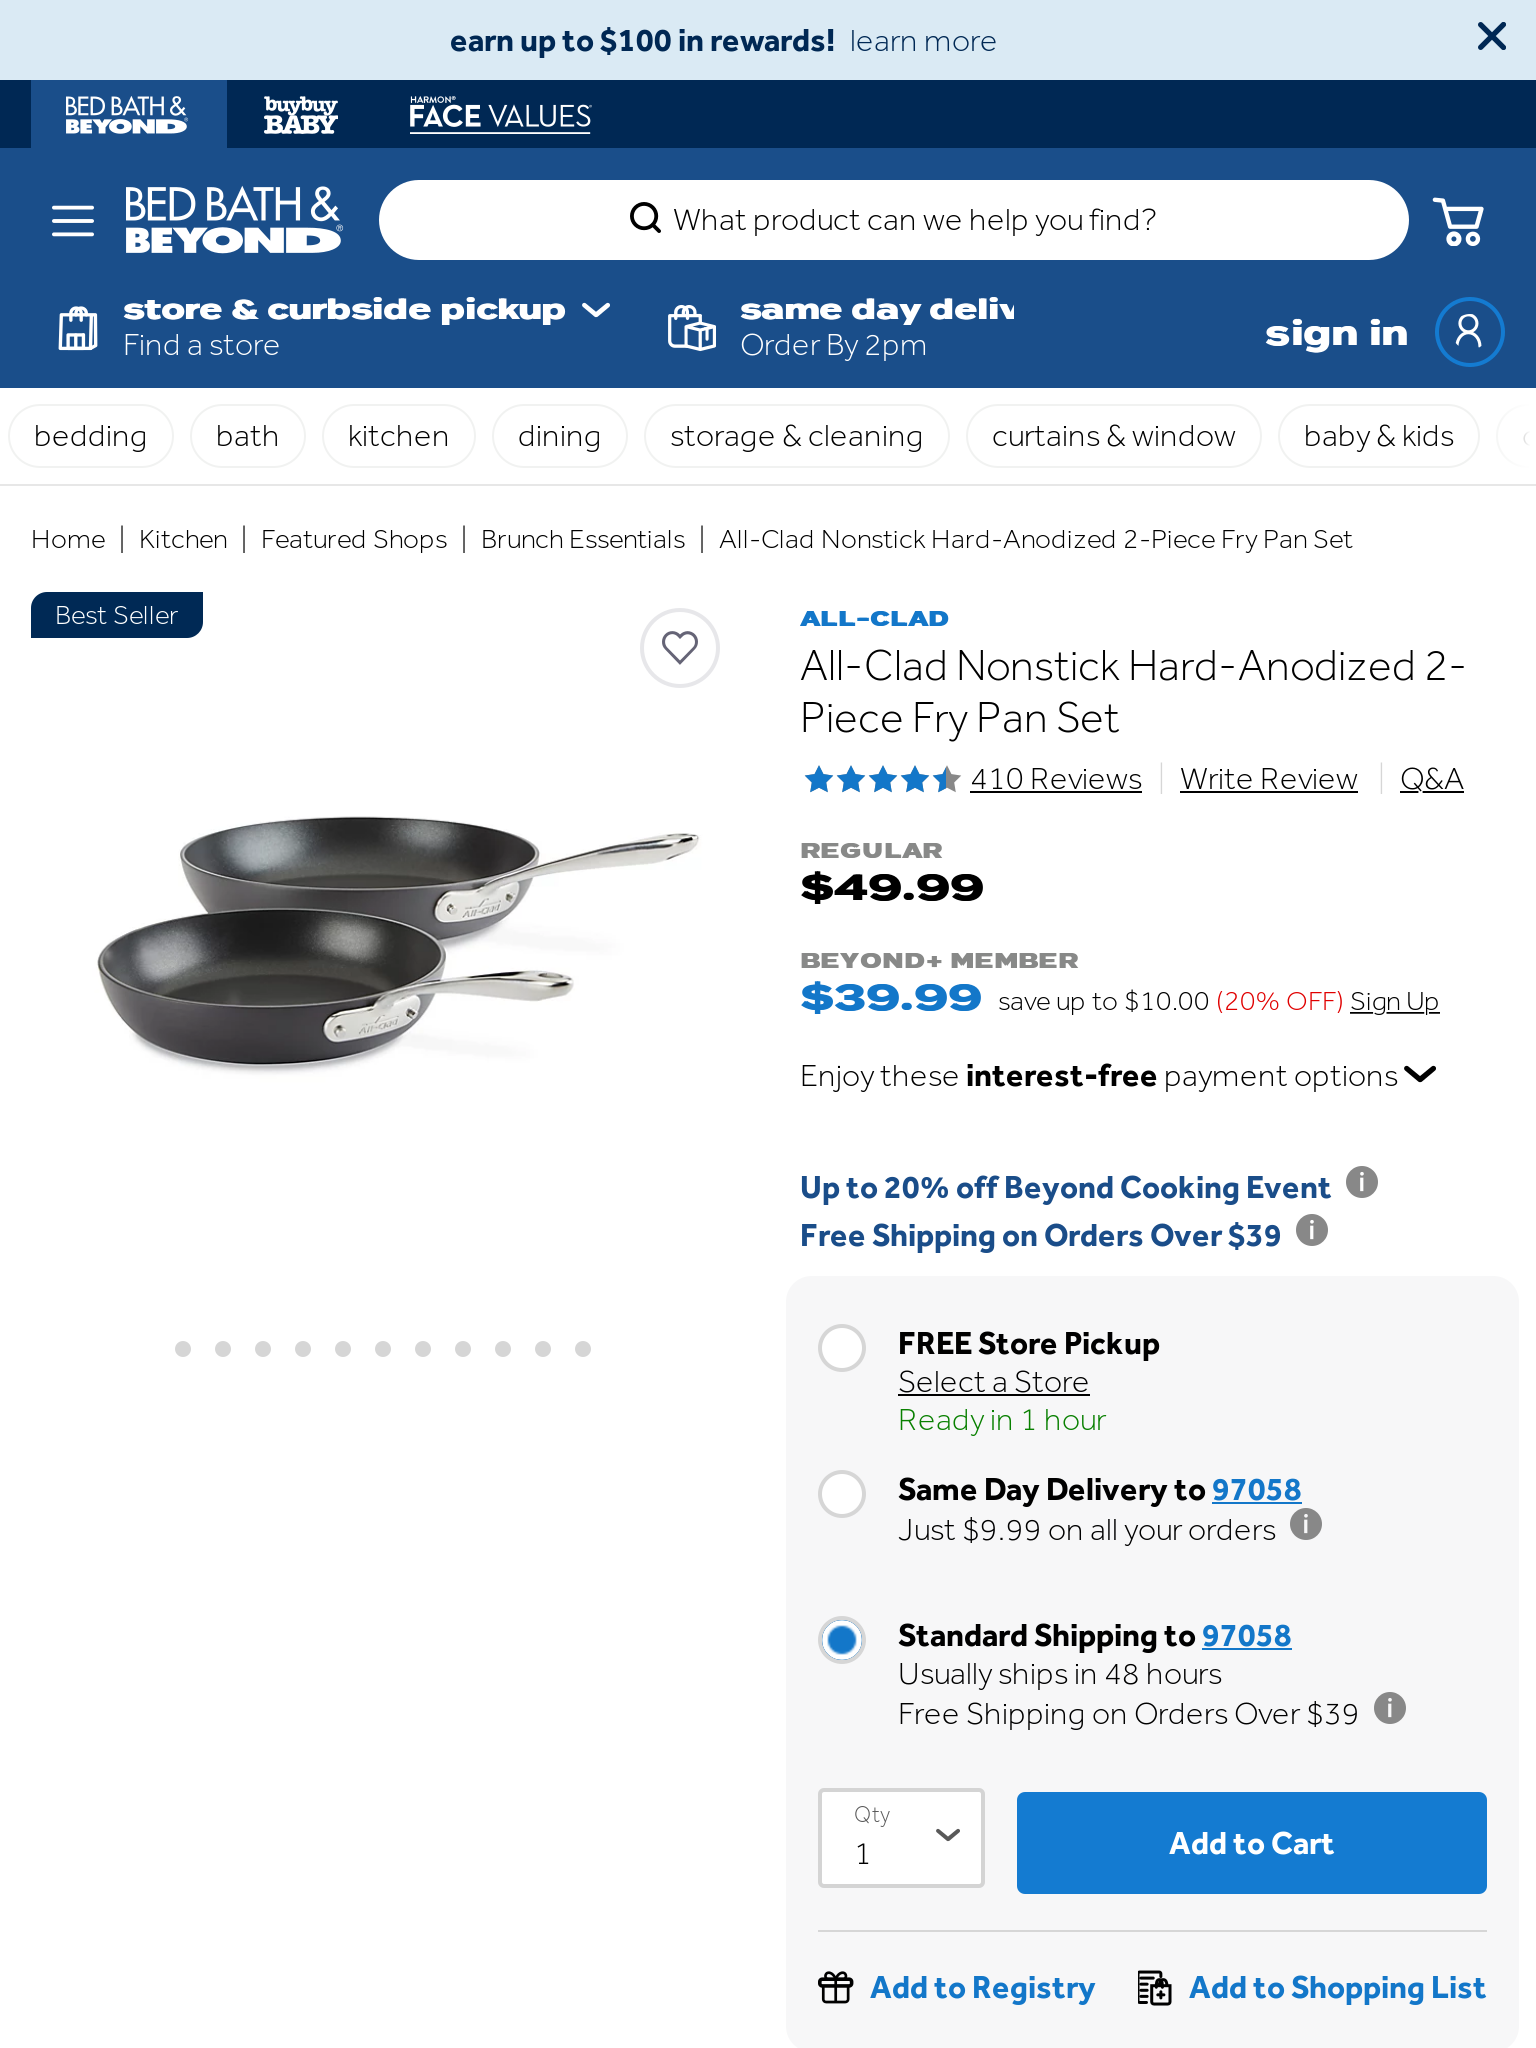 earn up to $100 in rewards! learn more
BED BATH &
BEYOND
buybuy
BABY
HARMON®
FACE VALUES
BED BATH &
BEYOND®
What product can we help you find?
store & curbside pickup
Find a store
same day deliv
Order By 2pm
sign in
bedding bath kitchen dining storage & cleaning curtains & window baby & kids
Home | Kitchen | Featured Shops | Brunch Essentials | All-Clad Nonstick Hard-Anodized 2-Piece Fry Pan Set
Best Seller
All-Clad
All-Clad
ALL-CLAD
All-Clad Nonstick Hard-Anodized 2-
Piece Fry Pan Set
410 Reviews Write Review Q&A
REGULAR
$49.99
BEYOND+ MEMBER
$39.99 save up to $10.00 (20% OFF) Sign Up
Enjoy these interest-free payment options
Up to 20% off Beyond Cooking Event
Free Shipping on Orders Over $39
FREE Store Pickup
Select a Store
Ready in 1 hour
Same Day Delivery to 97058
Just $9.99 on all your orders
Standard Shipping to 97058
Usually ships in 48 hours
Free Shipping on Orders Over $39
Qty
1
Add to Cart
Add to Registry
Add to Shopping List